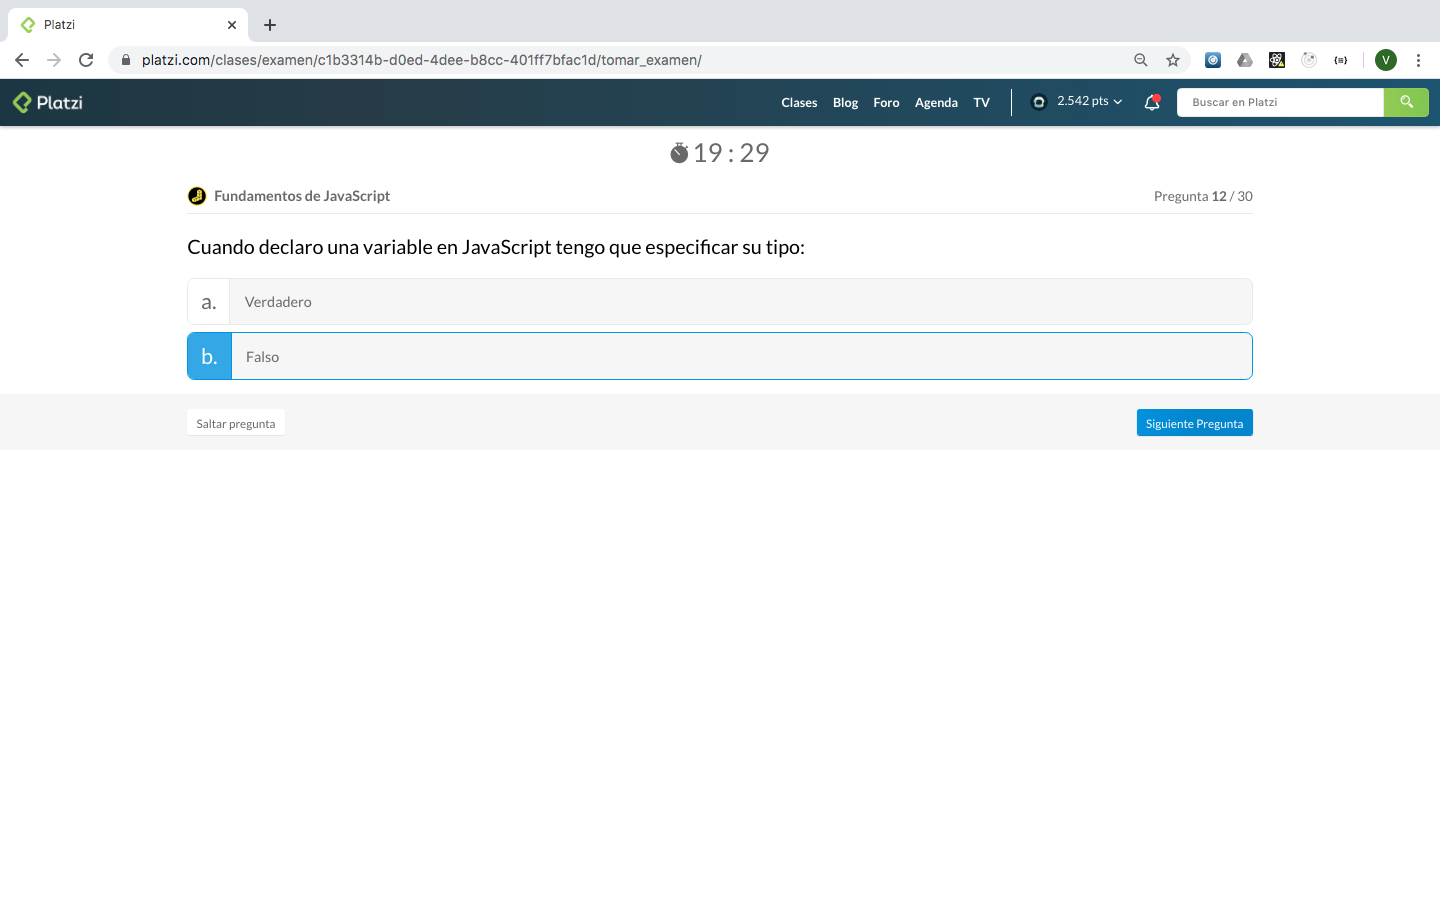 Platzi
platzi.com/clases/examen/c1b3314b-d0ed-4dee-b8cc-401ff7bfac1d/tomar_examen/
V
Platzi
Clases Blog Foro Agenda TV 2.542 pts Buscar en Platzi
19 : 29
Fundamentos de JavaScript Pregunta 12 / 30
Cuando declaro una variable en JavaScript tengo que especificar su tipo:
a. Verdadero
b. Falso
Saltar pregunta Siguiente Pregunta